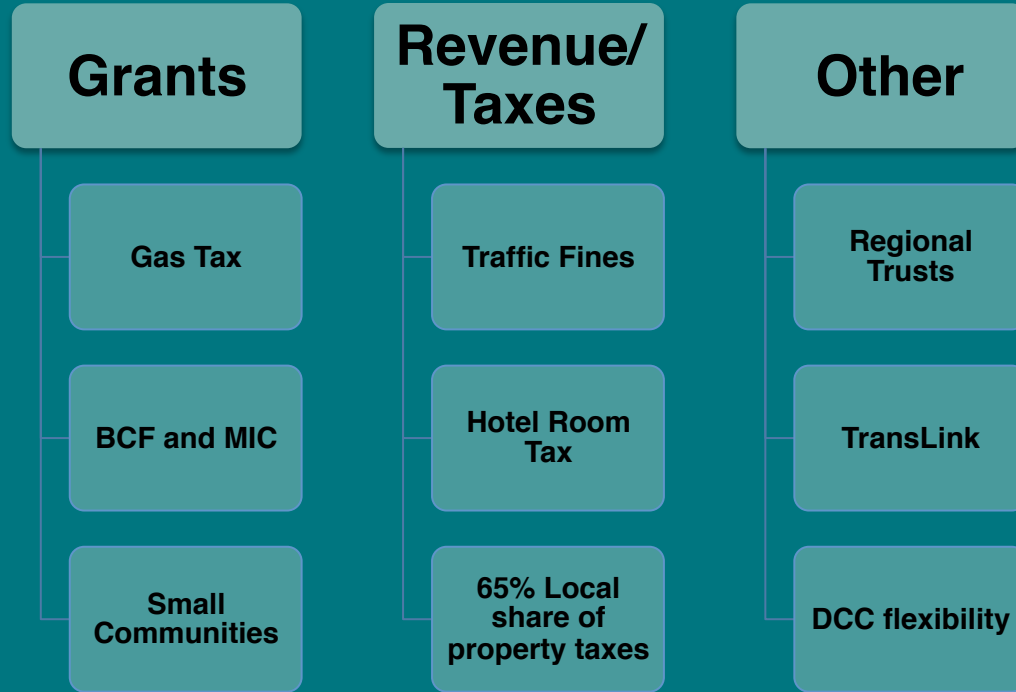 Grants
Gas Tax
BCF and MIC
Small
Communities
Revenue/
Taxes
Traffic Fines
Hotel Room
Tax
65% Local
share of
property taxes
Other
Regional
Trusts
TransLink
DCC flexibility